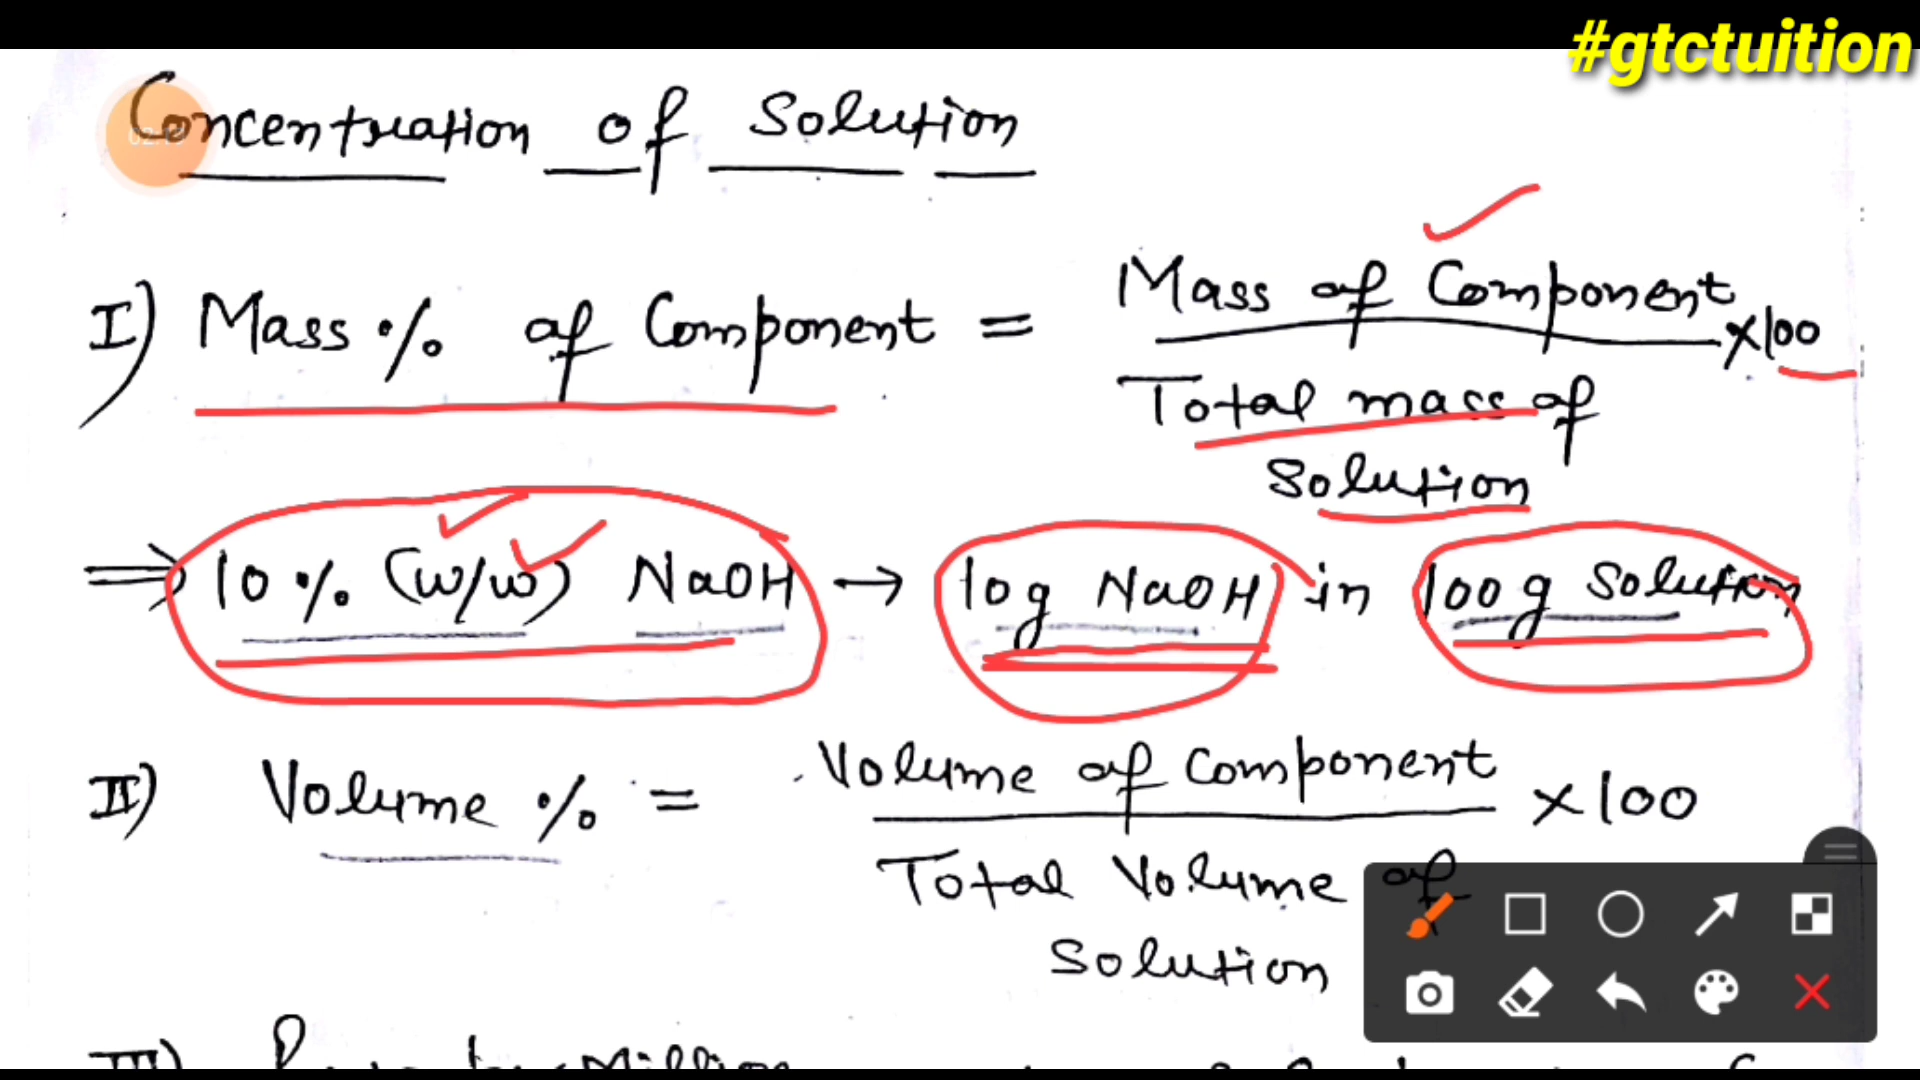 #gtctuition
Concentration of Solution
I) Mass % of Component = Mass of Component ×100
Total mass of
Solution
⇒ 10 % (w/w) NaOH → 10g NaOH in 100g Solution
II) Volume % = Volume of Component ×100
Total Volume of
Solution
III)